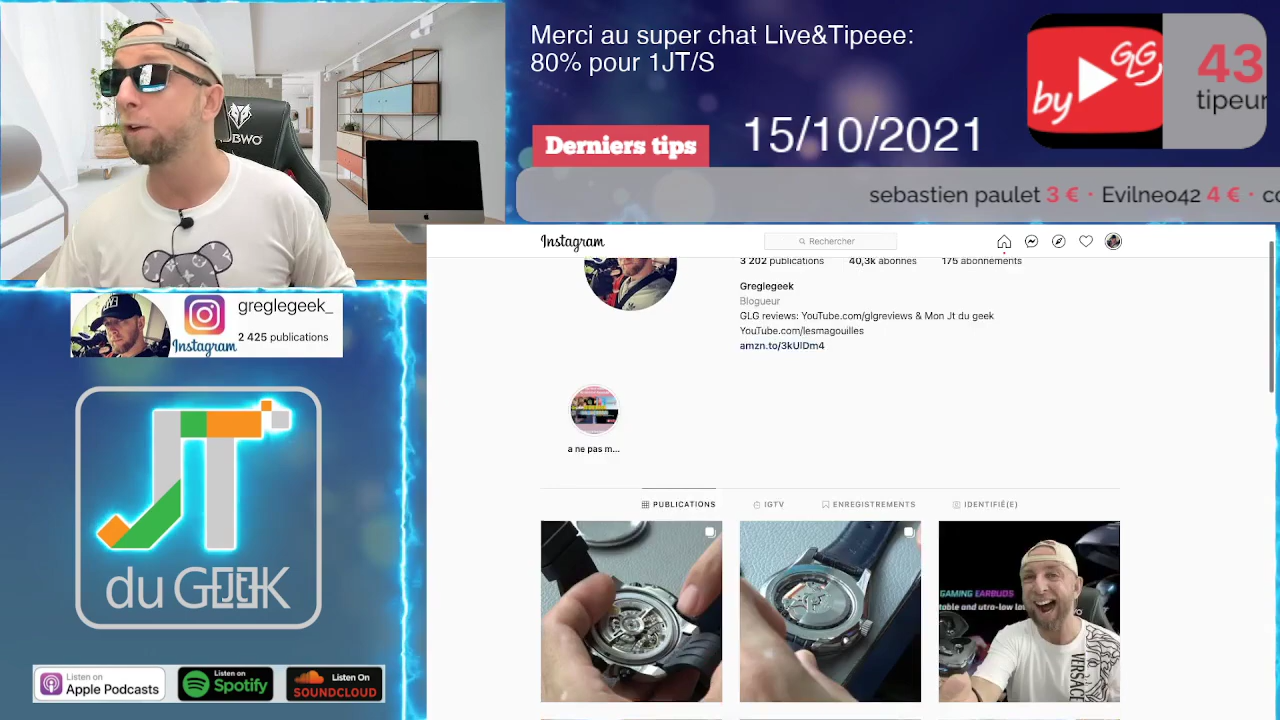 Merci au super chat Live&Tipeee:
80% pour 1JT/S
by GLG
43
tipeur
Derniers tips
15/10/2021
sebastien paulet 3 € · Evilneo42 4 € ·
Instagram
Rechercher
3 202 publications 40,3k abonnés 175 abonnements
Greglegeek
Blogueur
GLG reviews: YouTube.com/glgreviews & Mon Jt du geek
YouTube.com/lesmagouilles
amzn.to/3kUlDm4
a ne pas m...
PUBLICATIONS IGTV ENREGISTREMENTS IDENTIFIÉ(E)
GAMING EARBUDS
VERSACE
greglegeek_
Instagram
2 425 publications
JT
du GEEK
Listen on
Apple Podcasts
Listen on
Spotify
Listen On
SOUNDCLOUD